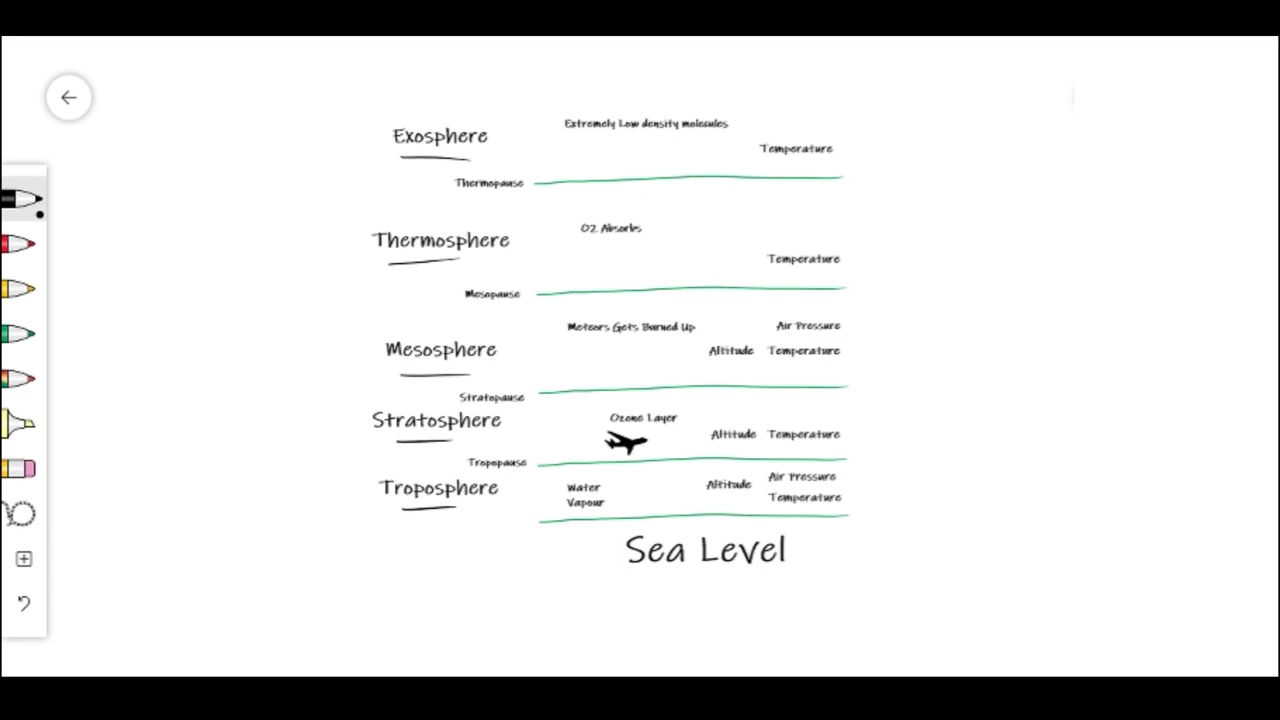 Extremely Low density molecules
Exosphere
Temperature
Thermopause
O2 Absorbs
Thermosphere
Temperature
Mesopause
Meteors Gets Burned Up
Air Pressure
Mesosphere
Altitude Temperature
Stratopause
Ozone Layer
Stratosphere
Altitude Temperature
Tropopause
Air Pressure
Troposphere
Water
Vapour
Altitude
Temperature
Sea Level